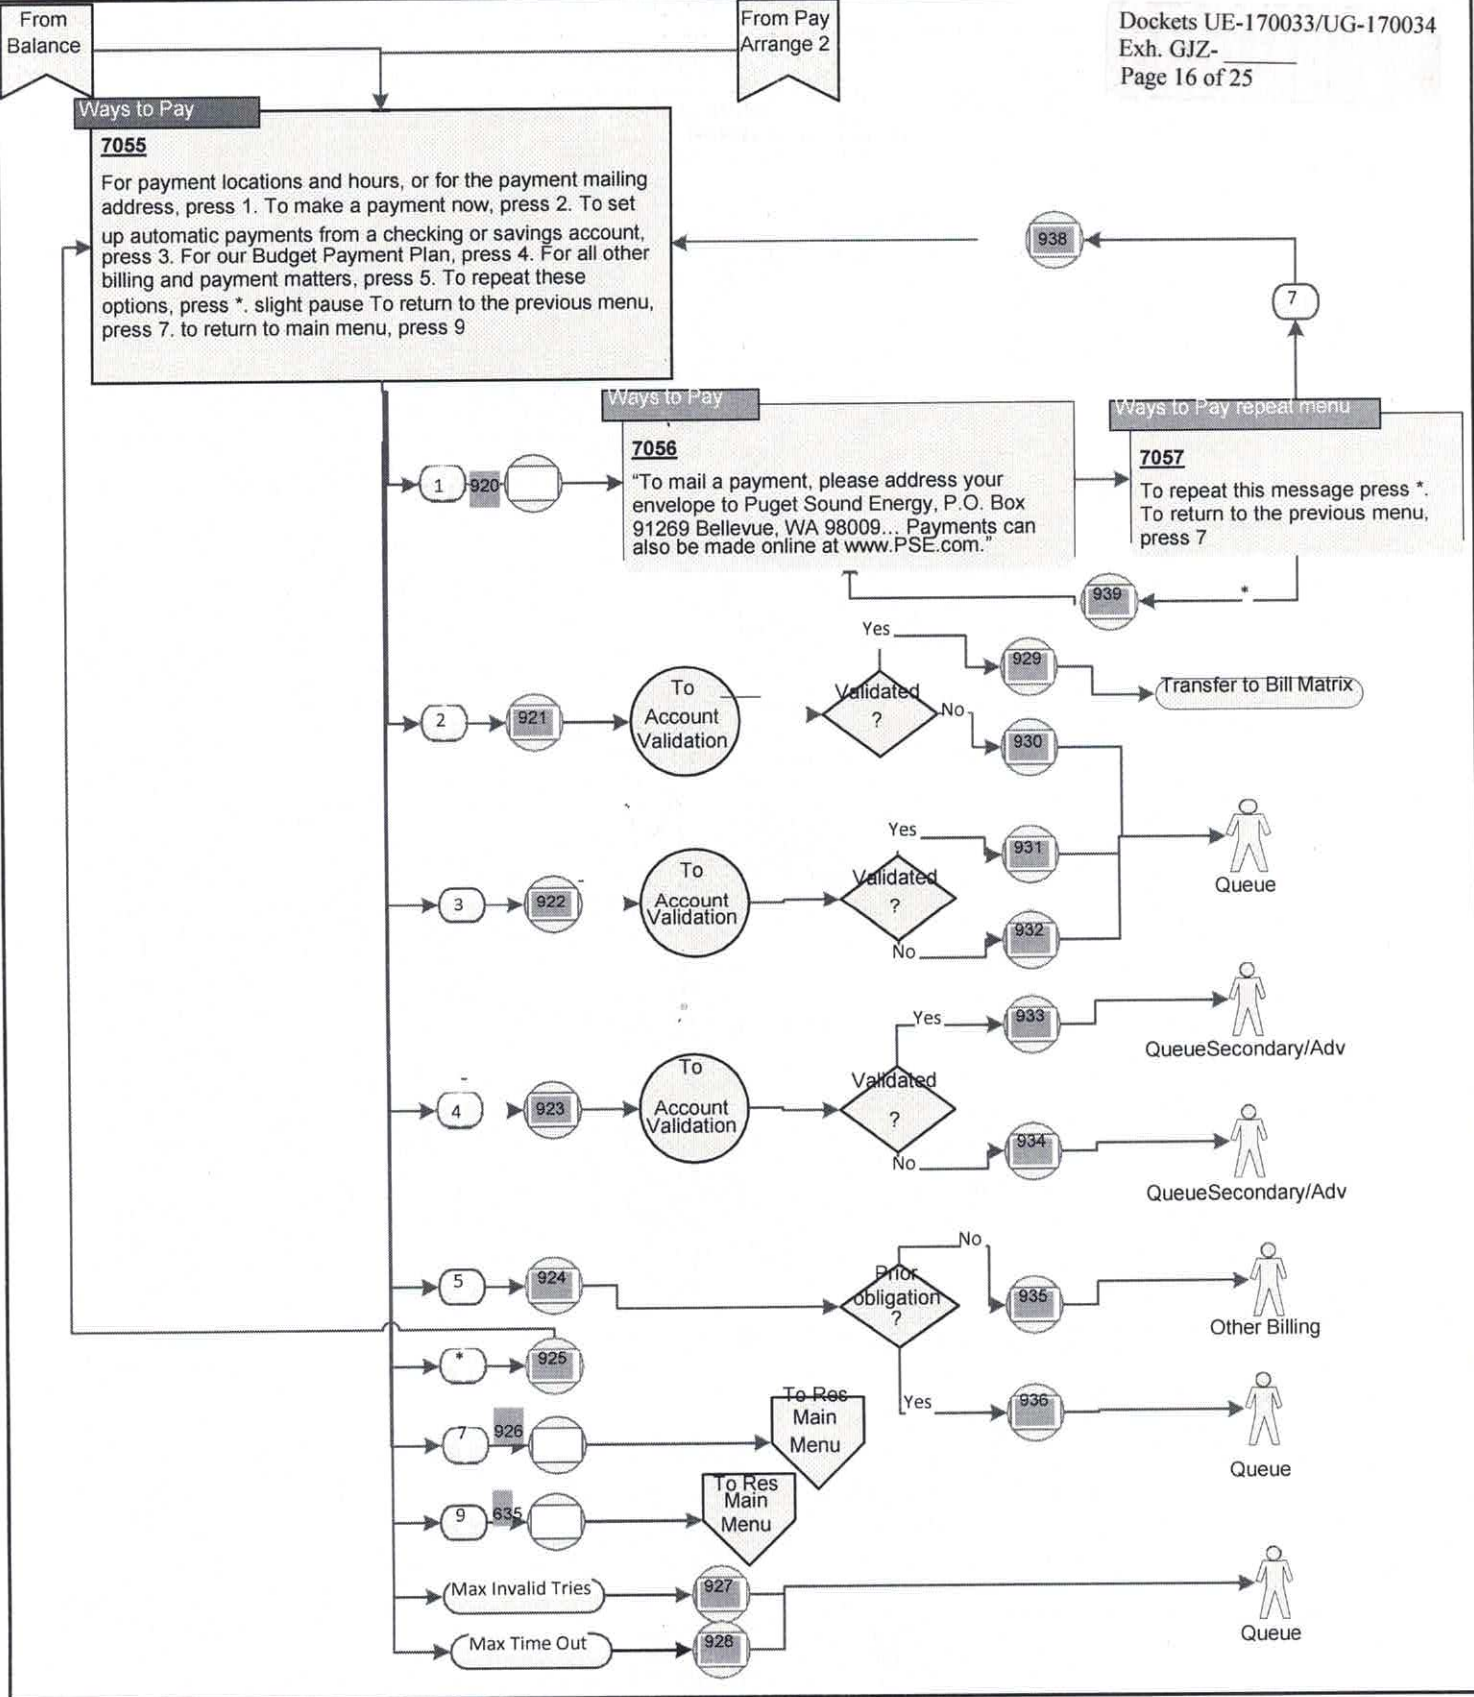 From
Balance
From Pay
Arrange 2
Dockets UE-170033/UG-170034
Exh. GJZ-______
Page 16 of 25
Ways to Pay
7055
For payment locations and hours, or for the payment mailing
address, press 1. To make a payment now, press 2. To set
up automatic payments from a checking or savings account,
press 3. For our Budget Payment Plan, press 4. For all other
billing and payment matters, press 5. To repeat these
options, press *. slight pause To return to the previous menu,
press 7. to return to main menu, press 9
938
7
Ways to Pay
7056
“To mail a payment, please address your
envelope to Puget Sound Energy, P.O. Box
91269 Bellevue, WA 98009... Payments can
also be made online at www.PSE.com.”
Ways to Pay repeat menu
7057
To repeat this message press *.
To return to the previous menu,
press 7
1
920
939
*
2
921
To
Account
Validation
Validated
?
Yes
929
Transfer to Bill Matrix
No
930
3
922
To
Account
Validation
Validated
?
Yes
931
No
932
Queue
4
923
To
Account
Validation
Validated
?
Yes
933
QueueSecondary/Adv
No
934
QueueSecondary/Adv
5
924
Prior
obligation
?
No
935
Other Billing
Yes
936
Queue
*
925
7
926
To Res
Main
Menu
9
635
To Res
Main
Menu
Max Invalid Tries
927
Max Time Out
928
Queue